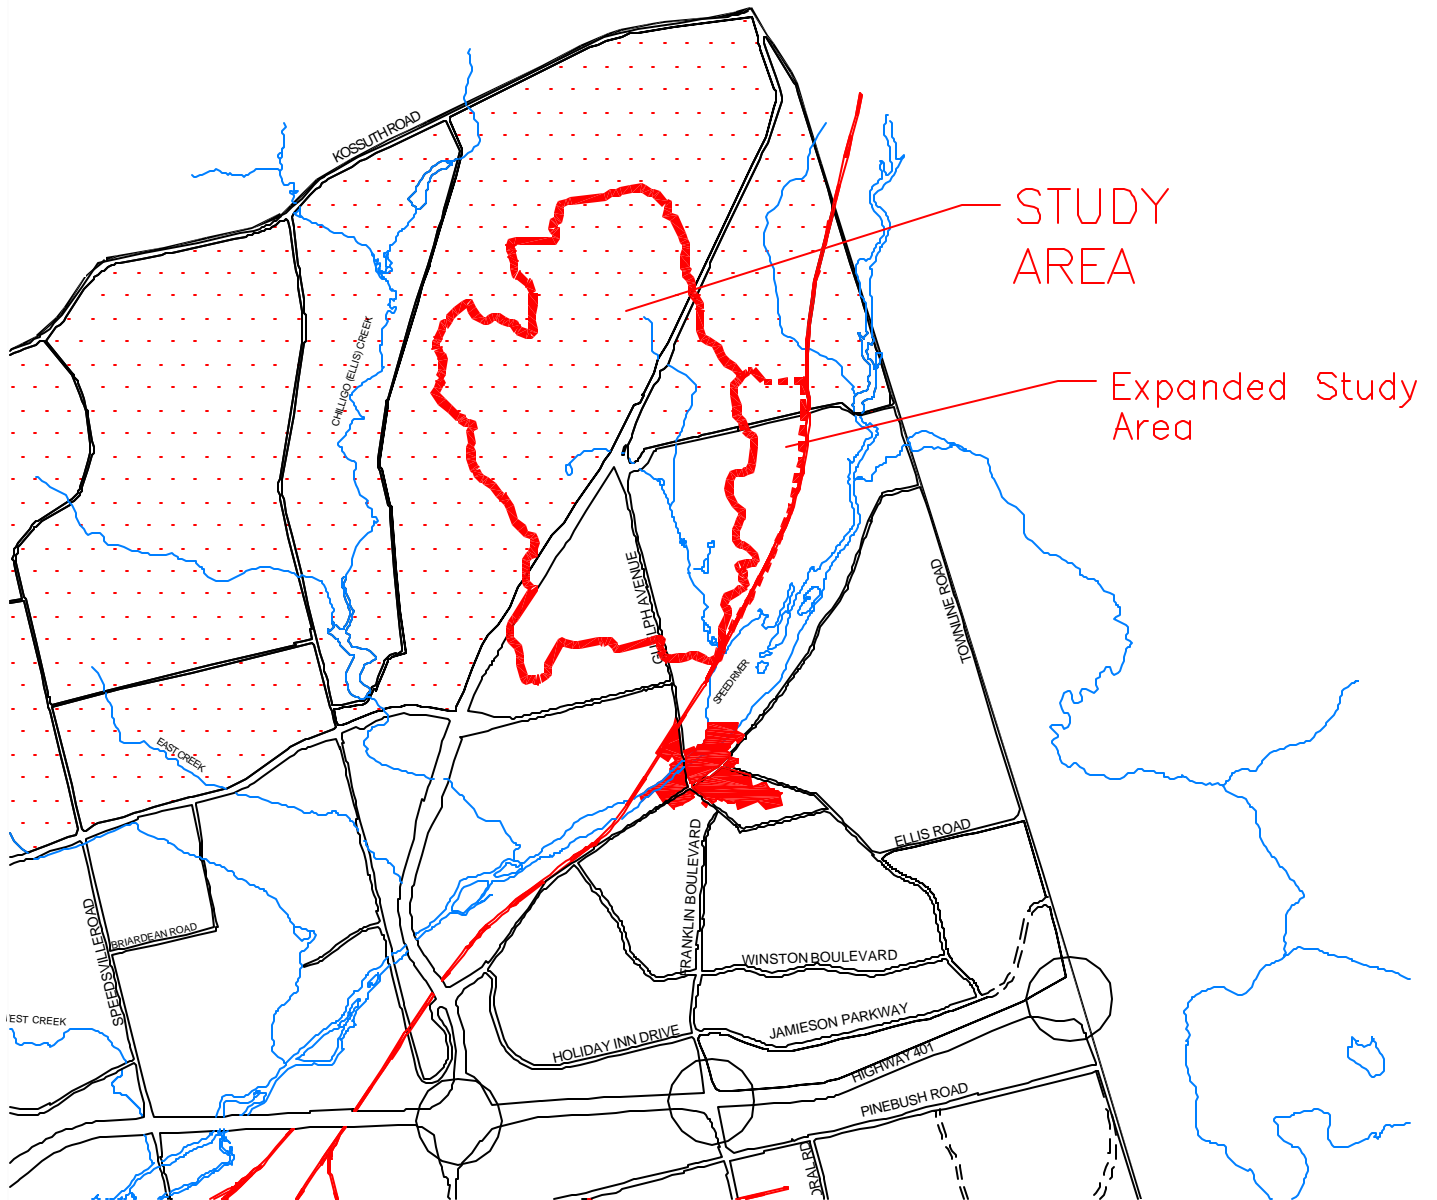 KOSSUTH ROAD
STUDY
AREA
CHILLIGO (ELLIS) CREEK
Expanded Study
Area
GUELPH AVENUE
TOWNLINE ROAD
SPEED RIVER
EAST CREEK
ELLIS ROAD
FRANKLIN BOULEVARD
SPEEDSVILLE ROAD
BRIARDEAN ROAD
WINSTON BOULEVARD
EST CREEK
JAMIESON PARKWAY
HOLIDAY INN DRIVE
HIGHWAY 401
PINEBUSH ROAD
ORAL RD